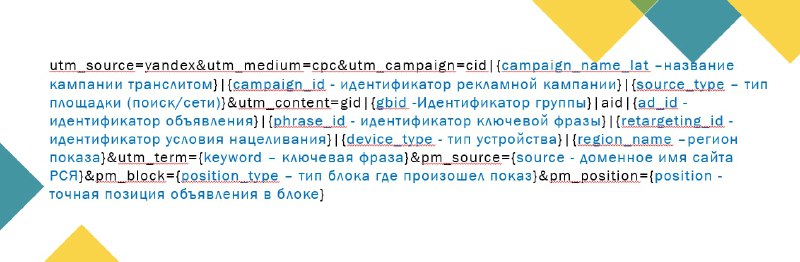 utm_source=yandex&utm_medium=cpc&utm_campaign=cid|{campaign_name_lat –название
кампании транслитом}|{campaign_id - идентификатор рекламной кампании}|{source_type – тип
площадки (поиск/сети)}&utm_content=gid|{gbid -Идентификатор группы}|aid|{ad_id -
идентификатор объявления}|{phrase_id - идентификатор ключевой фразы}|{retargeting_id -
идентификатор условия нацеливания}|{device_type - тип устройства}|{region_name –регион
показа}&utm_term={keyword – ключевая фраза}&pm_source={source - доменное имя сайта
РСЯ}&pm_block={position_type – тип блока где произошел показ}&pm_position={position -
точная позиция объявления в блоке}